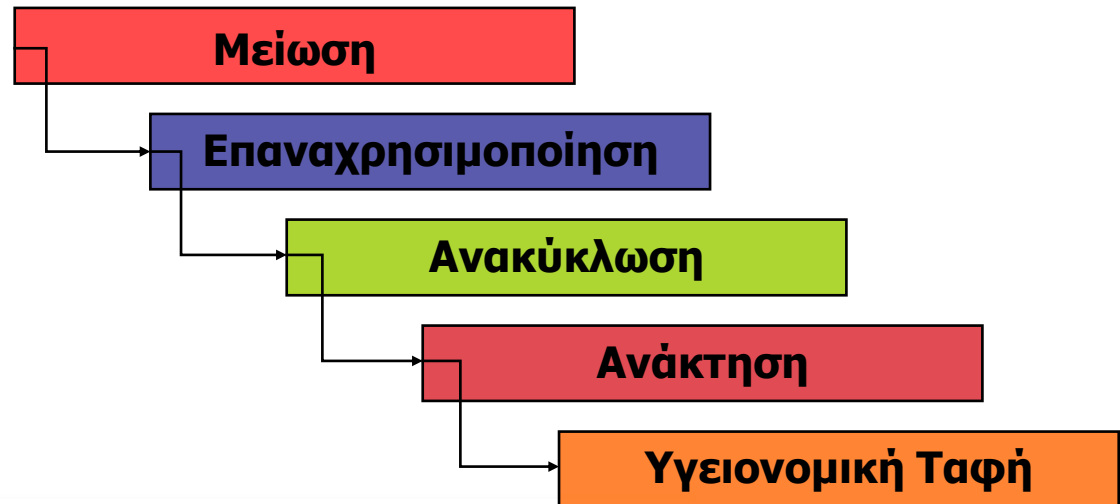 Μείωση
Επαναχρησιμοποίηση
Ανακύκλωση
Ανάκτηση
Υγειονομική Ταφή